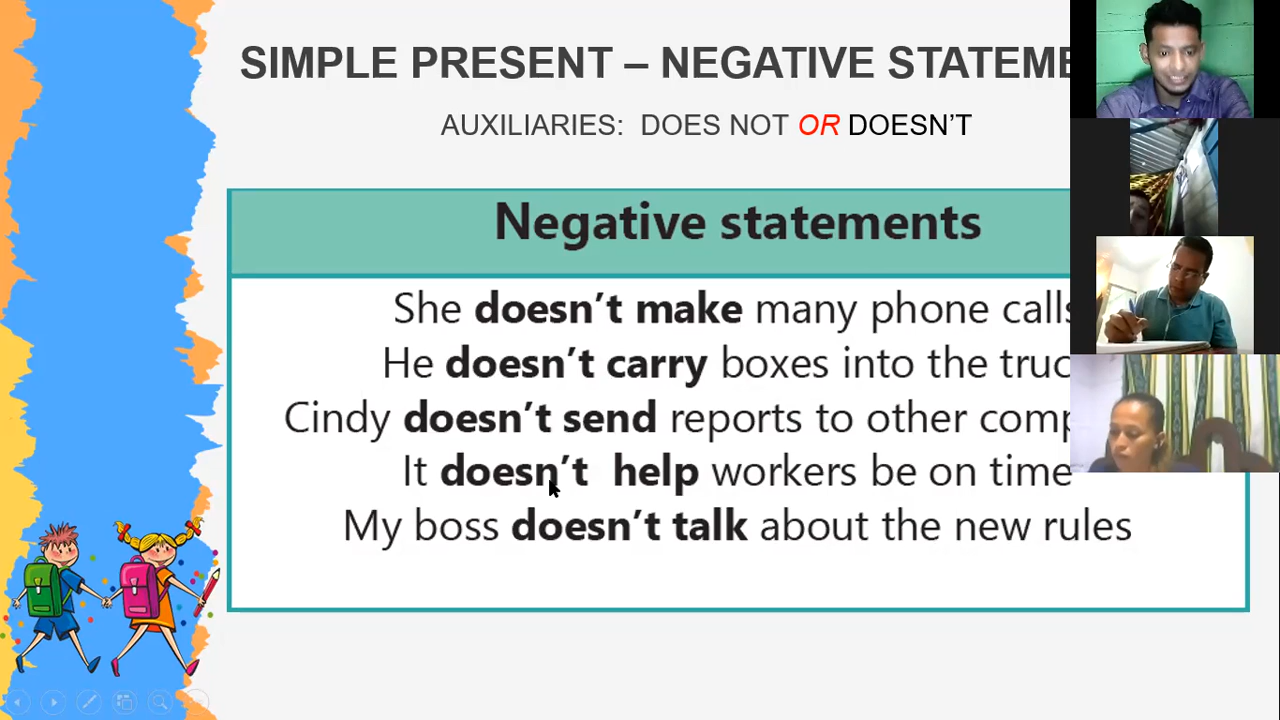 SIMPLE PRESENT – NEGATIVE STATEME
AUXILIARIES: DOES NOT OR DOESN'T
Negative statements
She doesn't make many phone calls
He doesn't carry boxes into the truc
Cindy doesn't send reports to other comp
It doesn't help workers be on time
My boss doesn't talk about the new rules